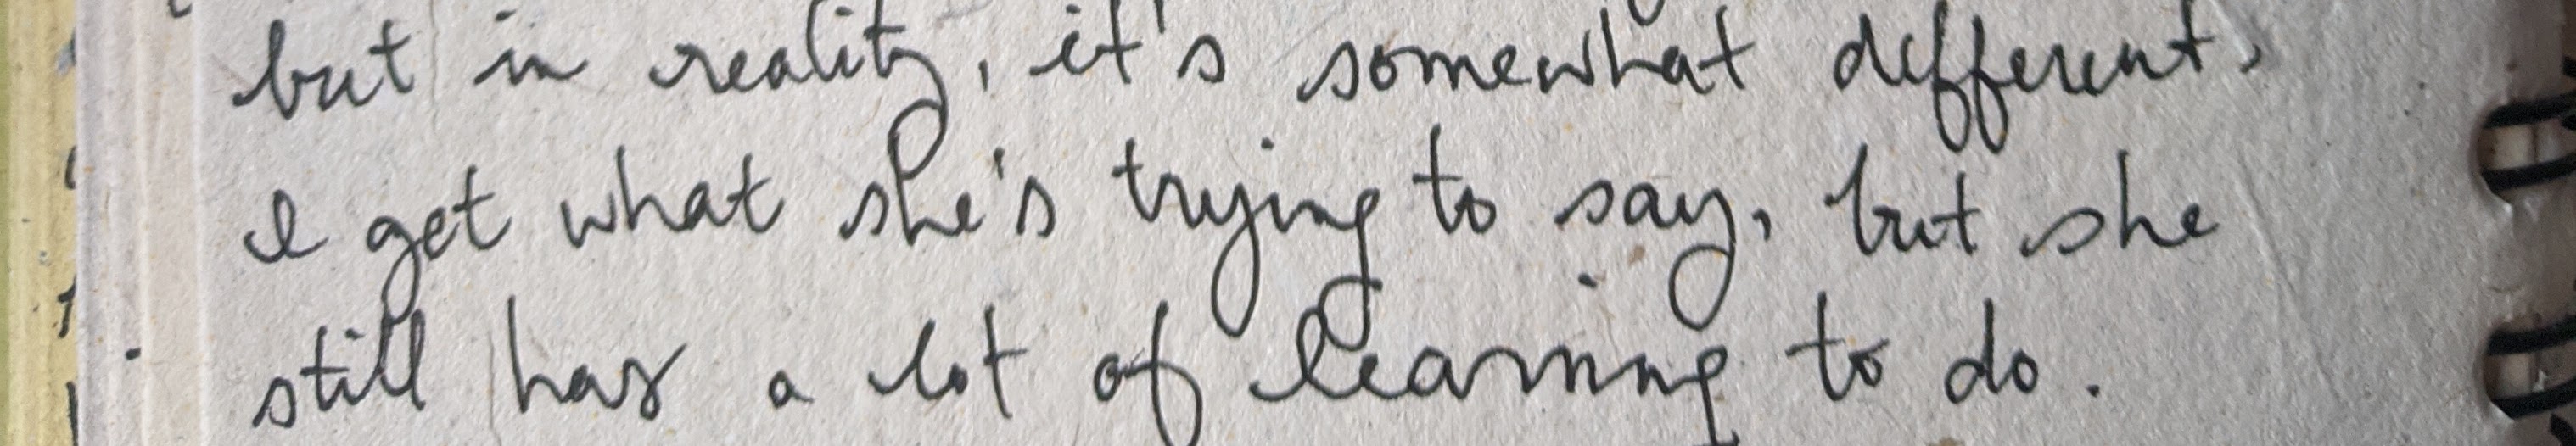 but in reality, it's somewhat different,
I get what she's trying to say, but she
still has a lot of learning to do.